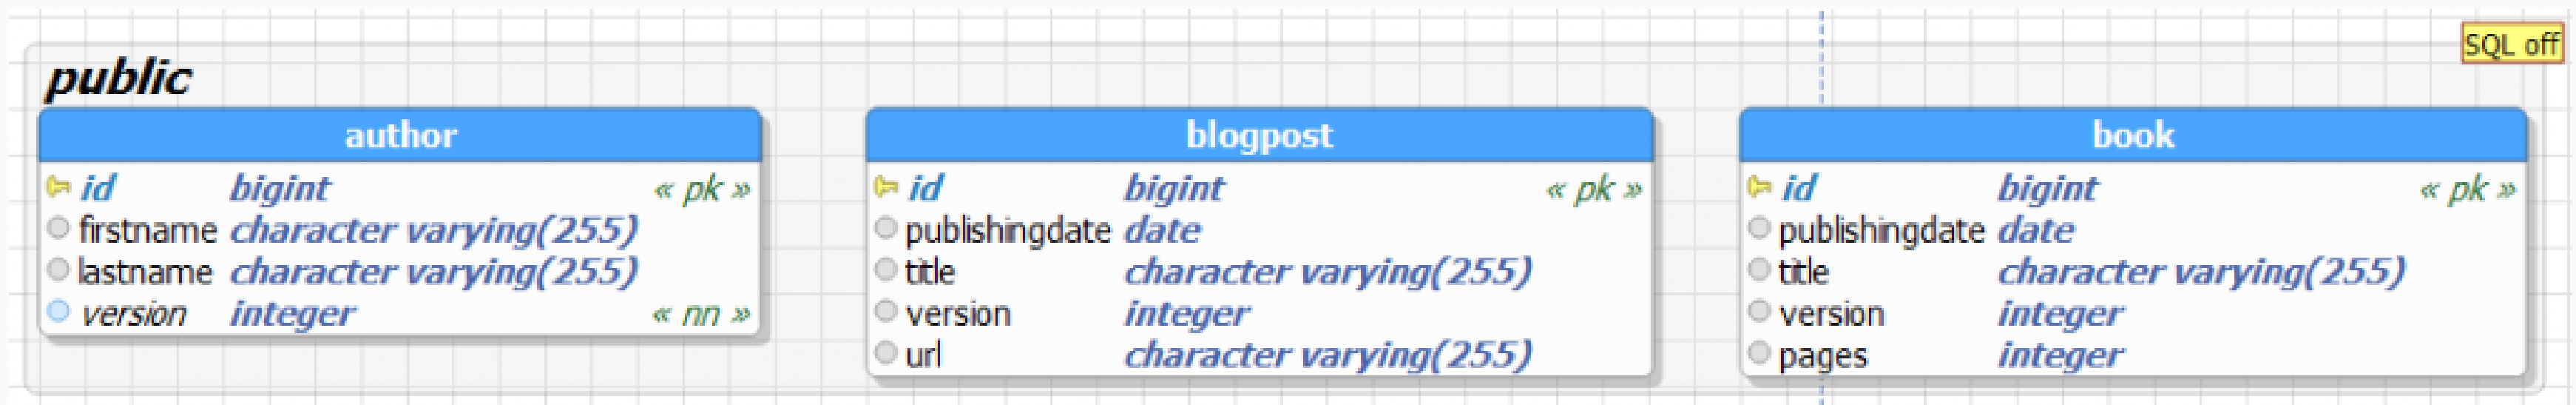 SQL off
public
author
id bigint « pk »
firstname character varying(255)
lastname character varying(255)
version integer « nn »
blogpost
id bigint « pk »
publishingdate date
title character varying(255)
version integer
url character varying(255)
book
id bigint « pk »
publishingdate date
title character varying(255)
version integer
pages integer